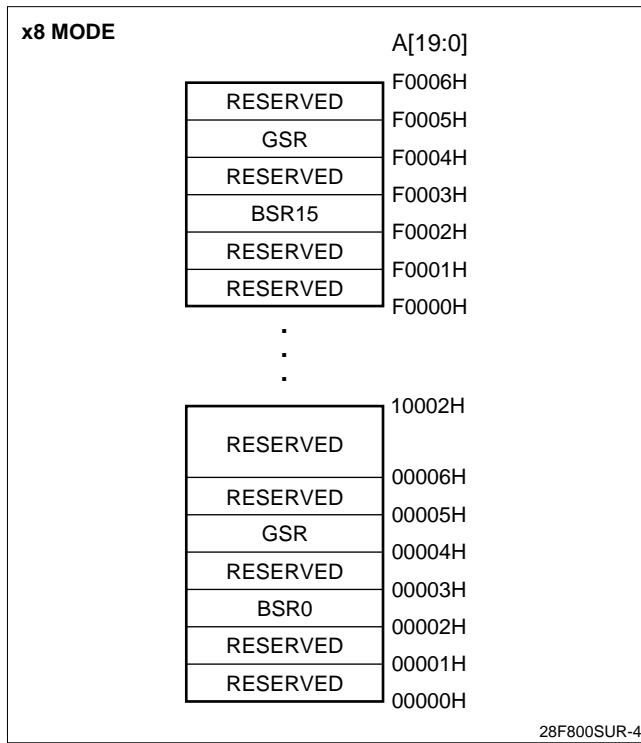 x8 MODE
A[19:0]
F0006H
RESERVED
F0005H
GSR
F0004H
RESERVED
F0003H
BSR15
F0002H
RESERVED
F0001H
RESERVED
F0000H
.
.
.
10002H
RESERVED
00006H
RESERVED
00005H
GSR
00004H
RESERVED
00003H
BSR0
00002H
RESERVED
00001H
RESERVED
00000H
28F800SUR-4